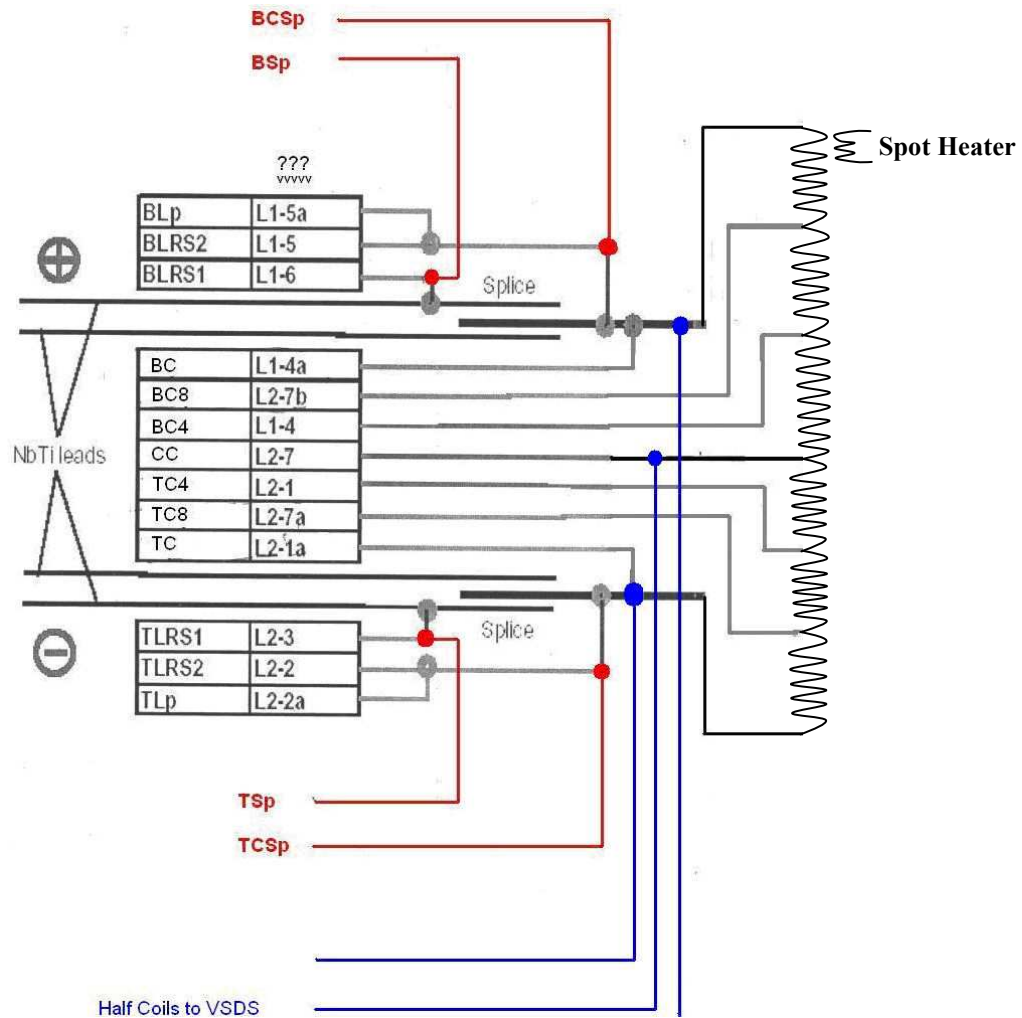 BCSp
BSp
???
vvvvv
Spot Heater
BLp L1-5a
BLRS2 L1-5
BLRS1 L1-6
Splice
BC L1-4a
BC8 L2-7b
BC4 L1-4
CC L2-7
TC4 L2-1
TC8 L2-7a
TC L2-1a
NbTi leads
Splice
TLRS1 L2-3
TLRS2 L2-2
TLp L2-2a
TSp
TCSp
Half Coils to VSDS